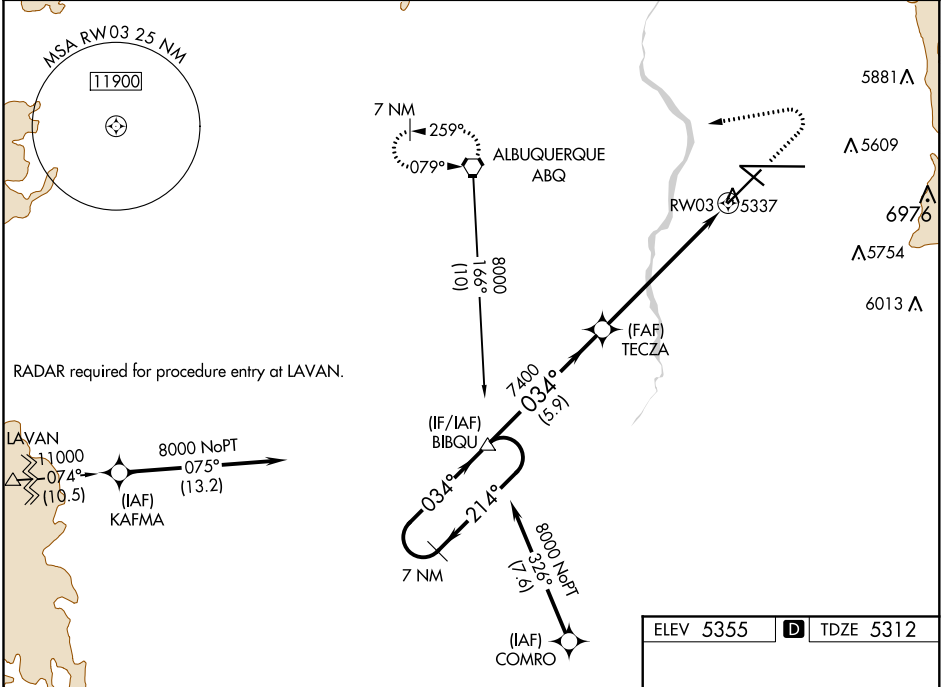 MSA RW03 25 NM
11900
7 NM
259°
079°
ALBUQUERQUE
ABQ
8000
166°
(10)
5881
5609
RW03
5337
6976
5754
6013
(FAF)
TECZA
7400
034°
(5.9)
RADAR required for procedure entry at LAVAN.
(IF/IAF)
BIBQU
LAVAN
11000
074°
(10.5)
(IAF)
KAFMA
8000 NoPT
075°
(13.2)
034°
214°
7 NM
8000 NoPT
326°
(7.6)
(IAF)
COMRO
ELEV 5355 D TDZE 5312